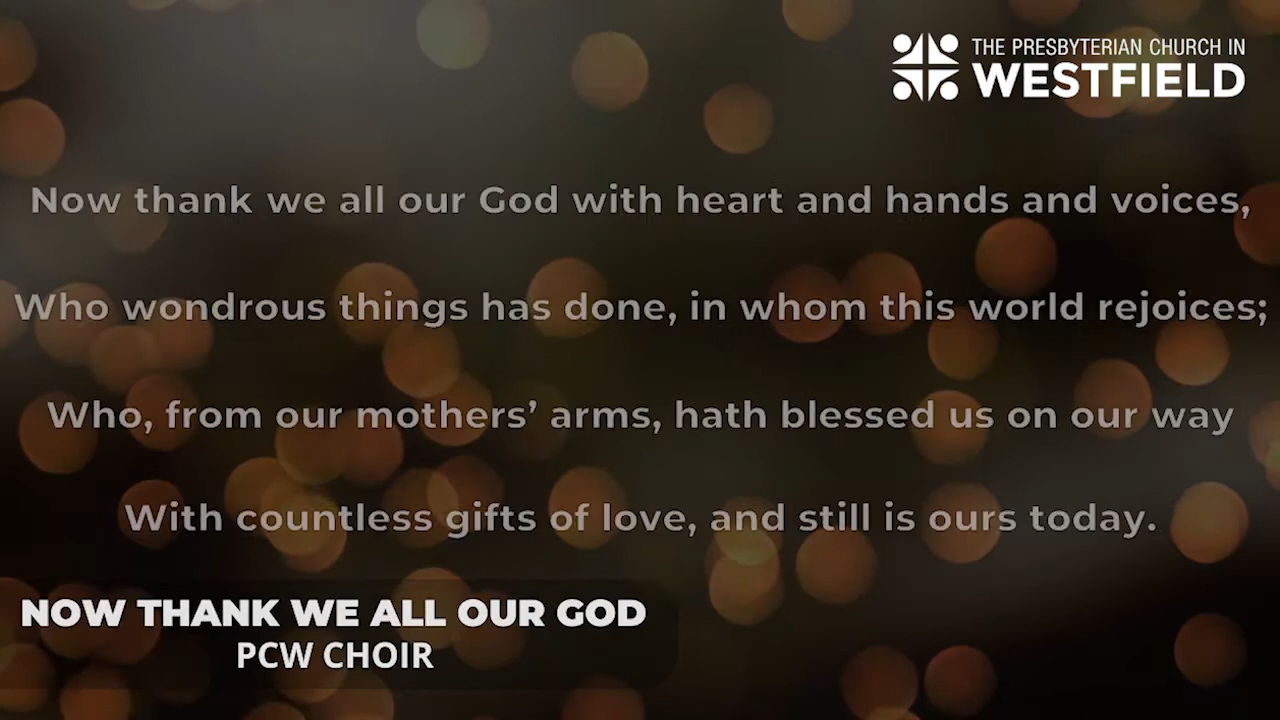 THE PRESBYTERIAN CHURCH IN
WESTFIELD
Now thank we all our God with heart and hands and voices,
Who wondrous things has done, in whom this world rejoices;
Who, from our mothers’ arms, hath blessed us on our way
With countless gifts of love, and still is ours today.
NOW THANK WE ALL OUR GOD
PCW CHOIR